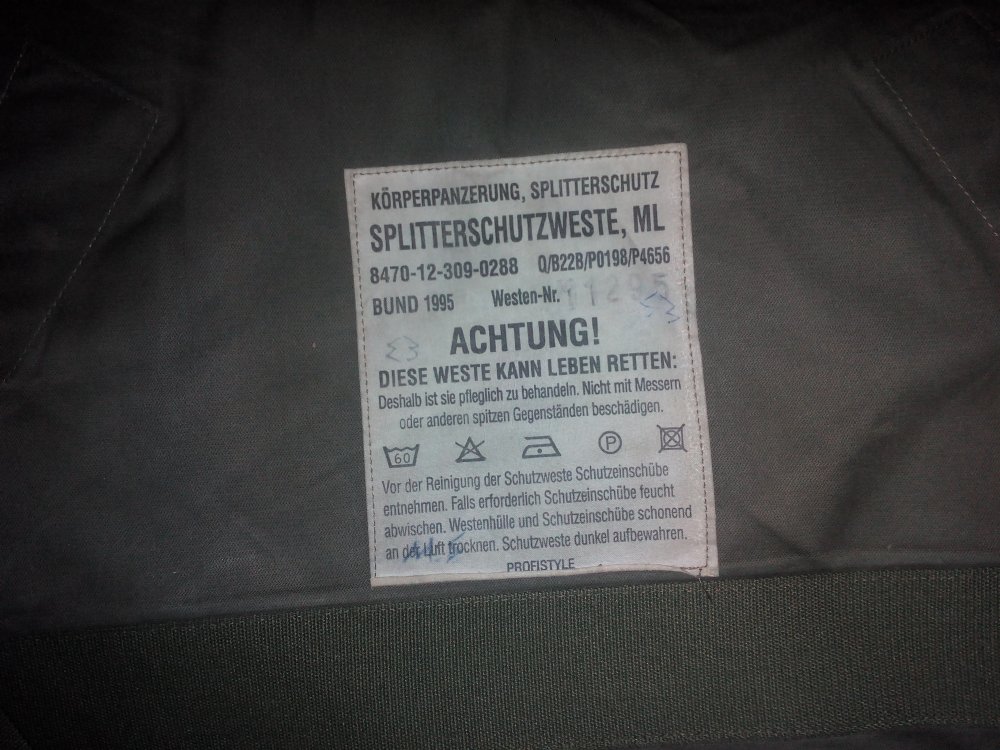 KÖRPERPANZERUNG, SPLITTERSCHUTZ
SPLITTERSCHUTZWESTE, ML
8470-12-309-0288 Q/B22B/P0198/P4656
BUND 1995 Westen-Nr. 11295
53
53
ACHTUNG!
DIESE WESTE KANN LEBEN RETTEN:
Deshalb ist sie pfleglich zu behandeln. Nicht mit Messern
oder anderen spitzen Gegenständen beschädigen.
60 P
Vor der Reinigung der Schutzweste Schutzeinschübe
entnehmen. Falls erforderlich Schutzeinschübe feucht
abwischen. Westenhülle und Schutzeinschübe schonend
an der Luft trocknen. Schutzweste dunkel aufbewahren.
PROFISTYLE